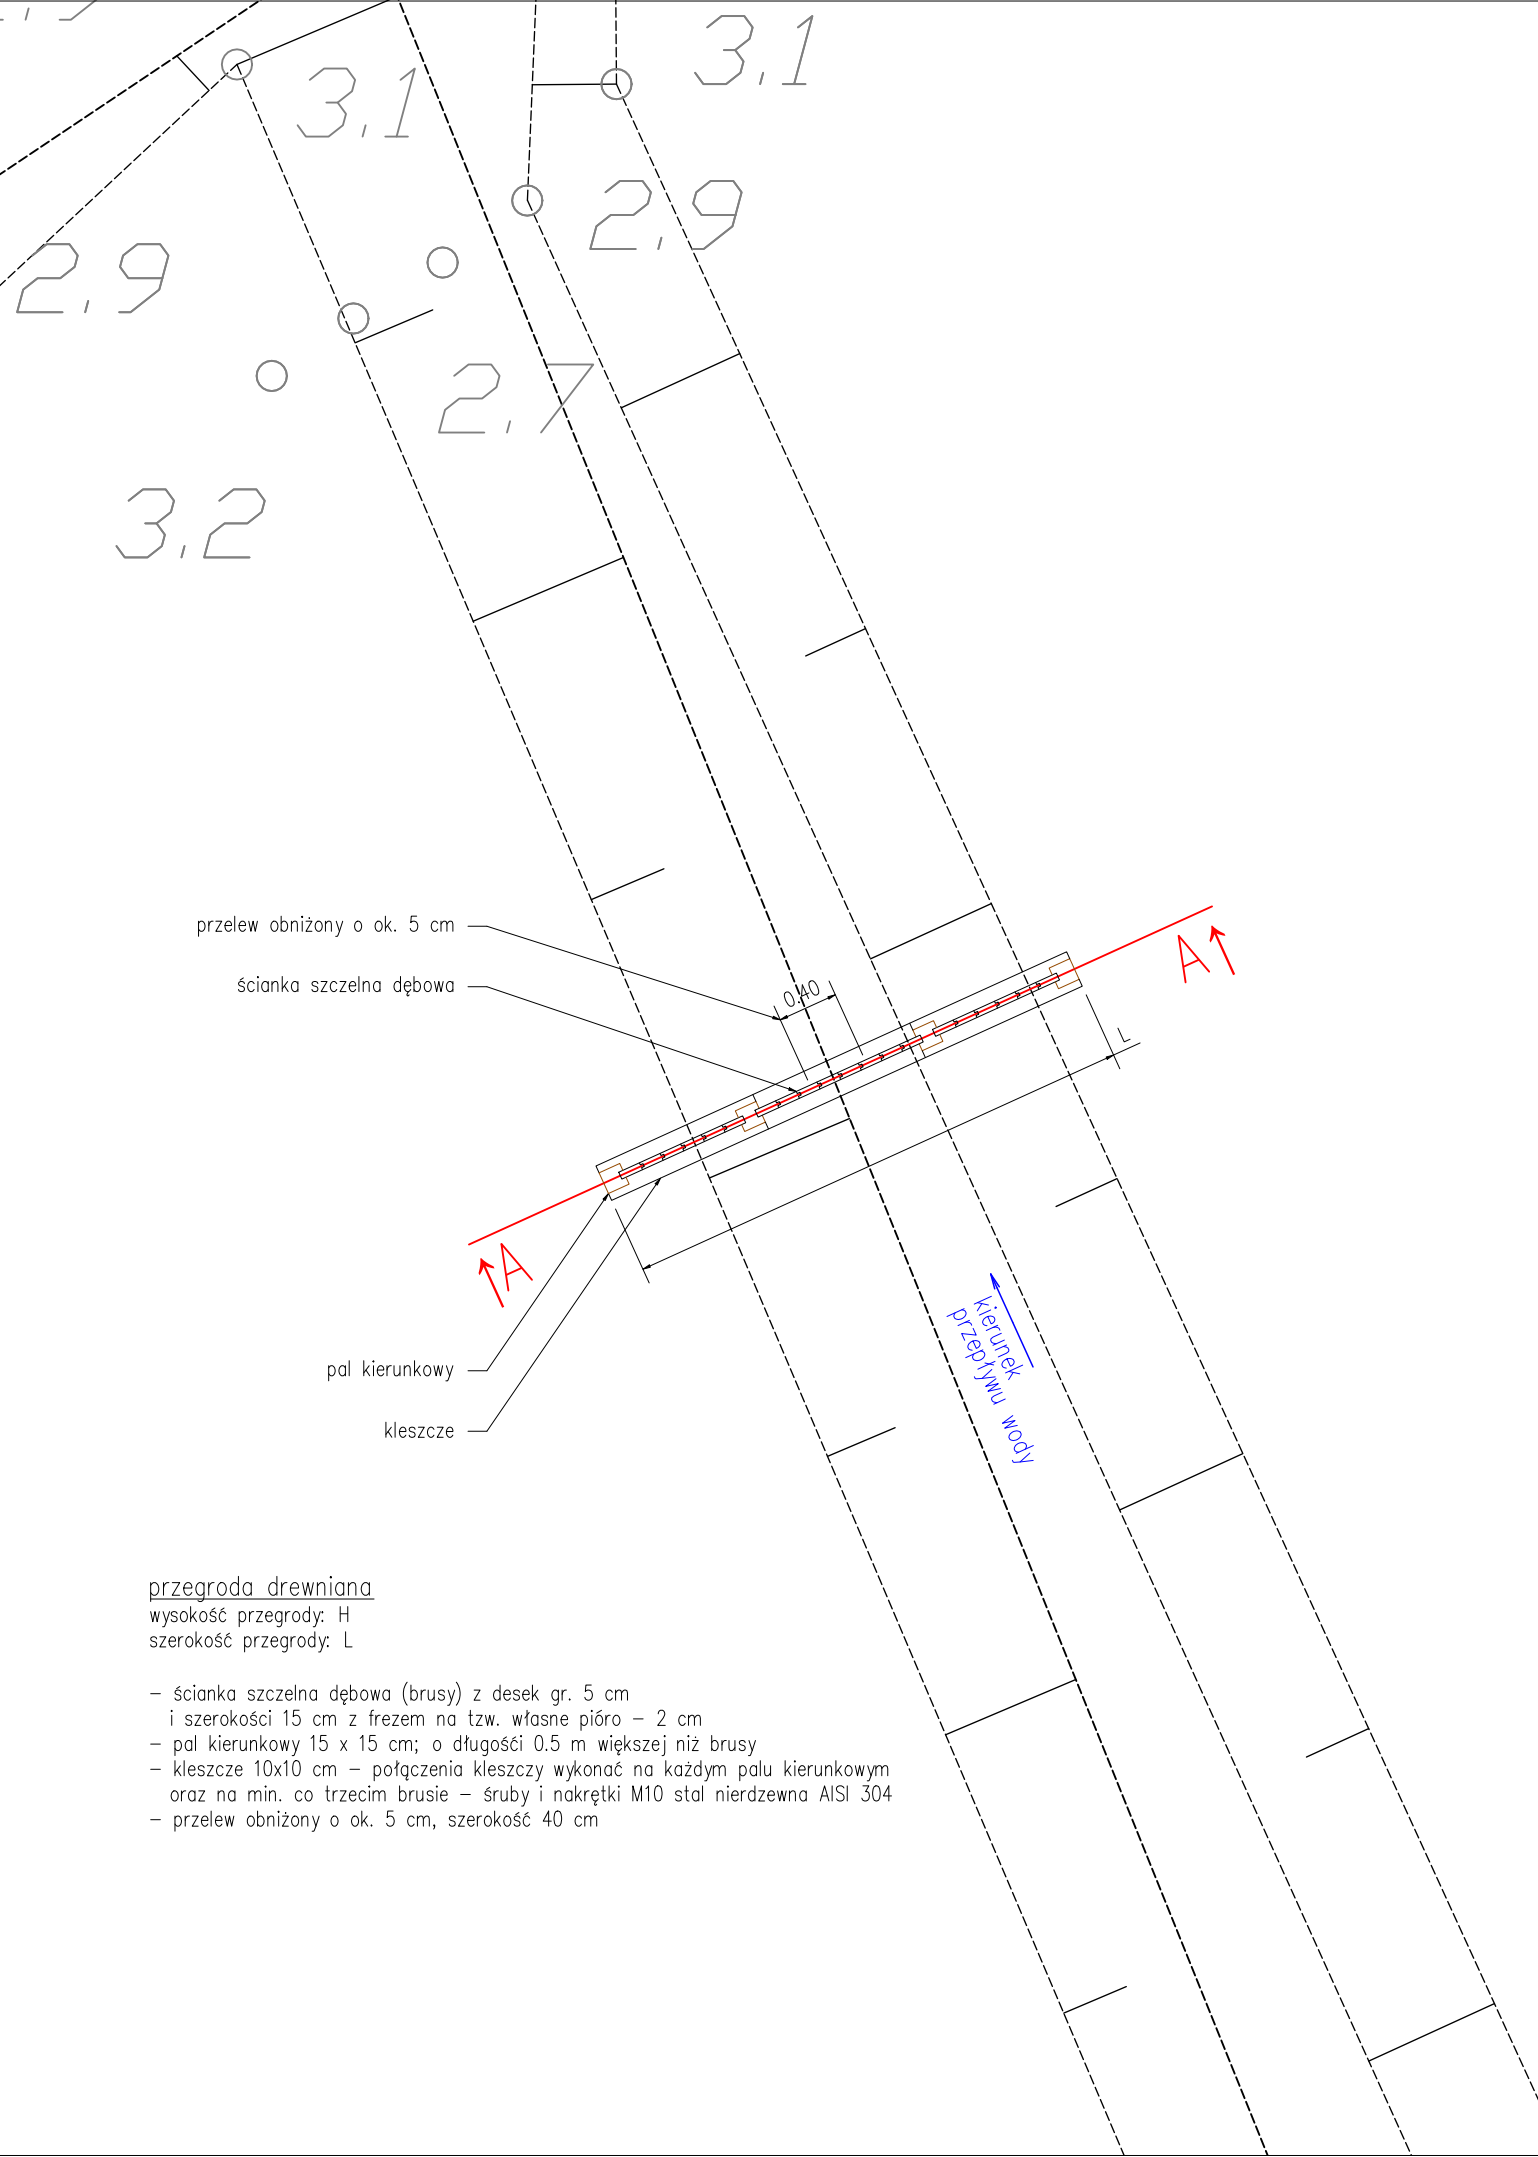 3.1
3.1
2.9
2.9
2.7
3.2
przelew obniżony o ok. 5 cm
ścianka szczelna dębowa
0.40
A
L
A
pal kierunkowy
kleszcze
kierunek
przepływu wody
przegroda drewniana
wysokość przegrody: H
szerokość przegrody: L
– ścianka szczelna dębowa (brusy) z desek gr. 5 cm
i szerokości 15 cm z frezem na tzw. własne pióro – 2 cm
– pal kierunkowy 15 x 15 cm; o długośći 0.5 m większej niż brusy
– kleszcze 10x10 cm – połączenia kleszczy wykonać na każdym palu kierunkowym
oraz na min. co trzecim brusie – śruby i nakrętki M10 stal nierdzewna AISI 304
– przelew obniżony o ok. 5 cm, szerokość 40 cm